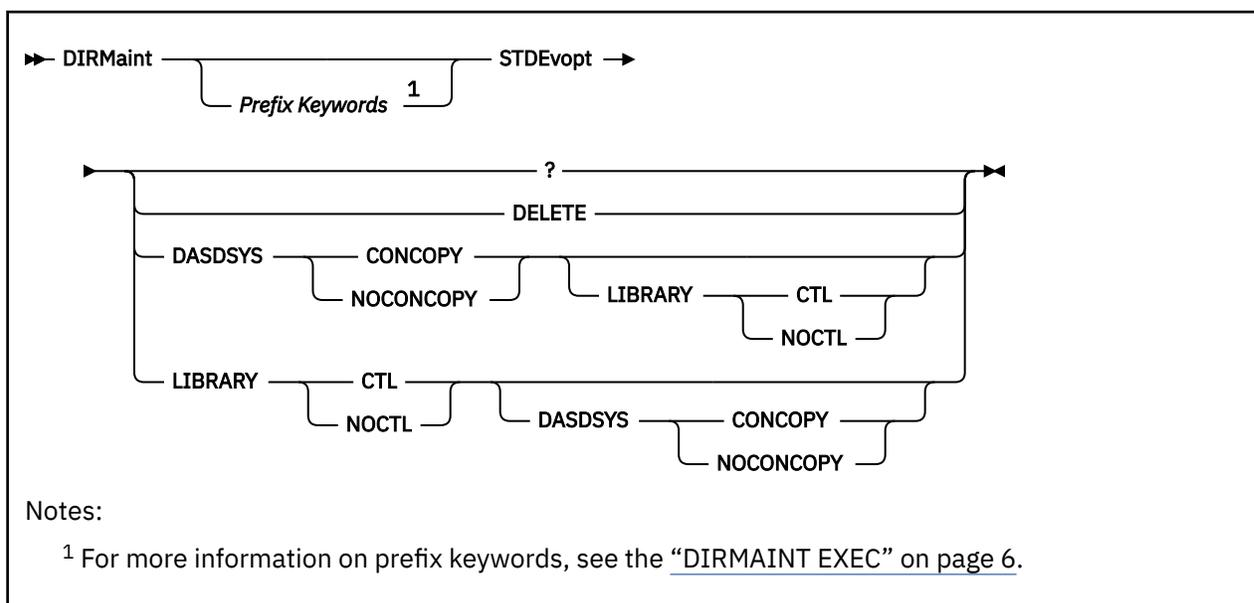 DIRMaint STDEvopt
Prefix Keywords 1
?
DELETE
DASDSYS CONCOPY
NOCONCOPY LIBRARY CTL
NOCTL
LIBRARY CTL
NOCTL DASDSYS CONCOPY
NOCONCOPY
Notes:
1 For more information on prefix keywords, see the “DIRMAINT EXEC” on page 6.